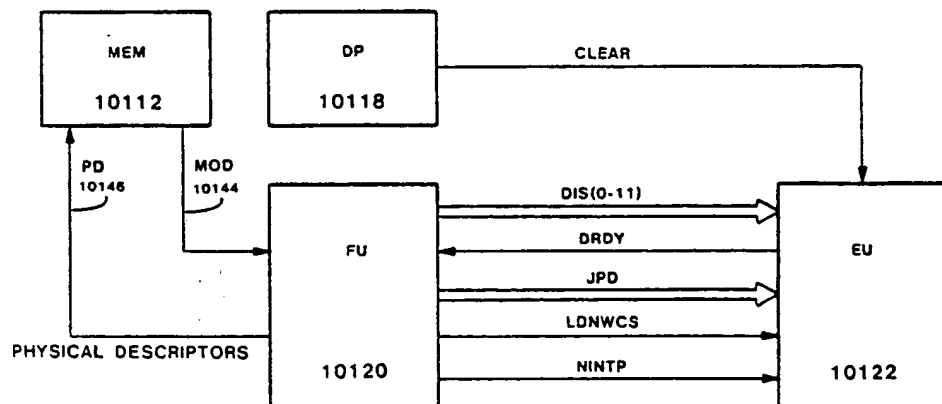 MEM
10112
DP
10118
CLEAR
PD
10146
MOD
10144
DIS(0-11)
FU
DRDY
EU
JPD
LDNWCS
PHYSICAL DESCRIPTORS
10120
NINTP
10122